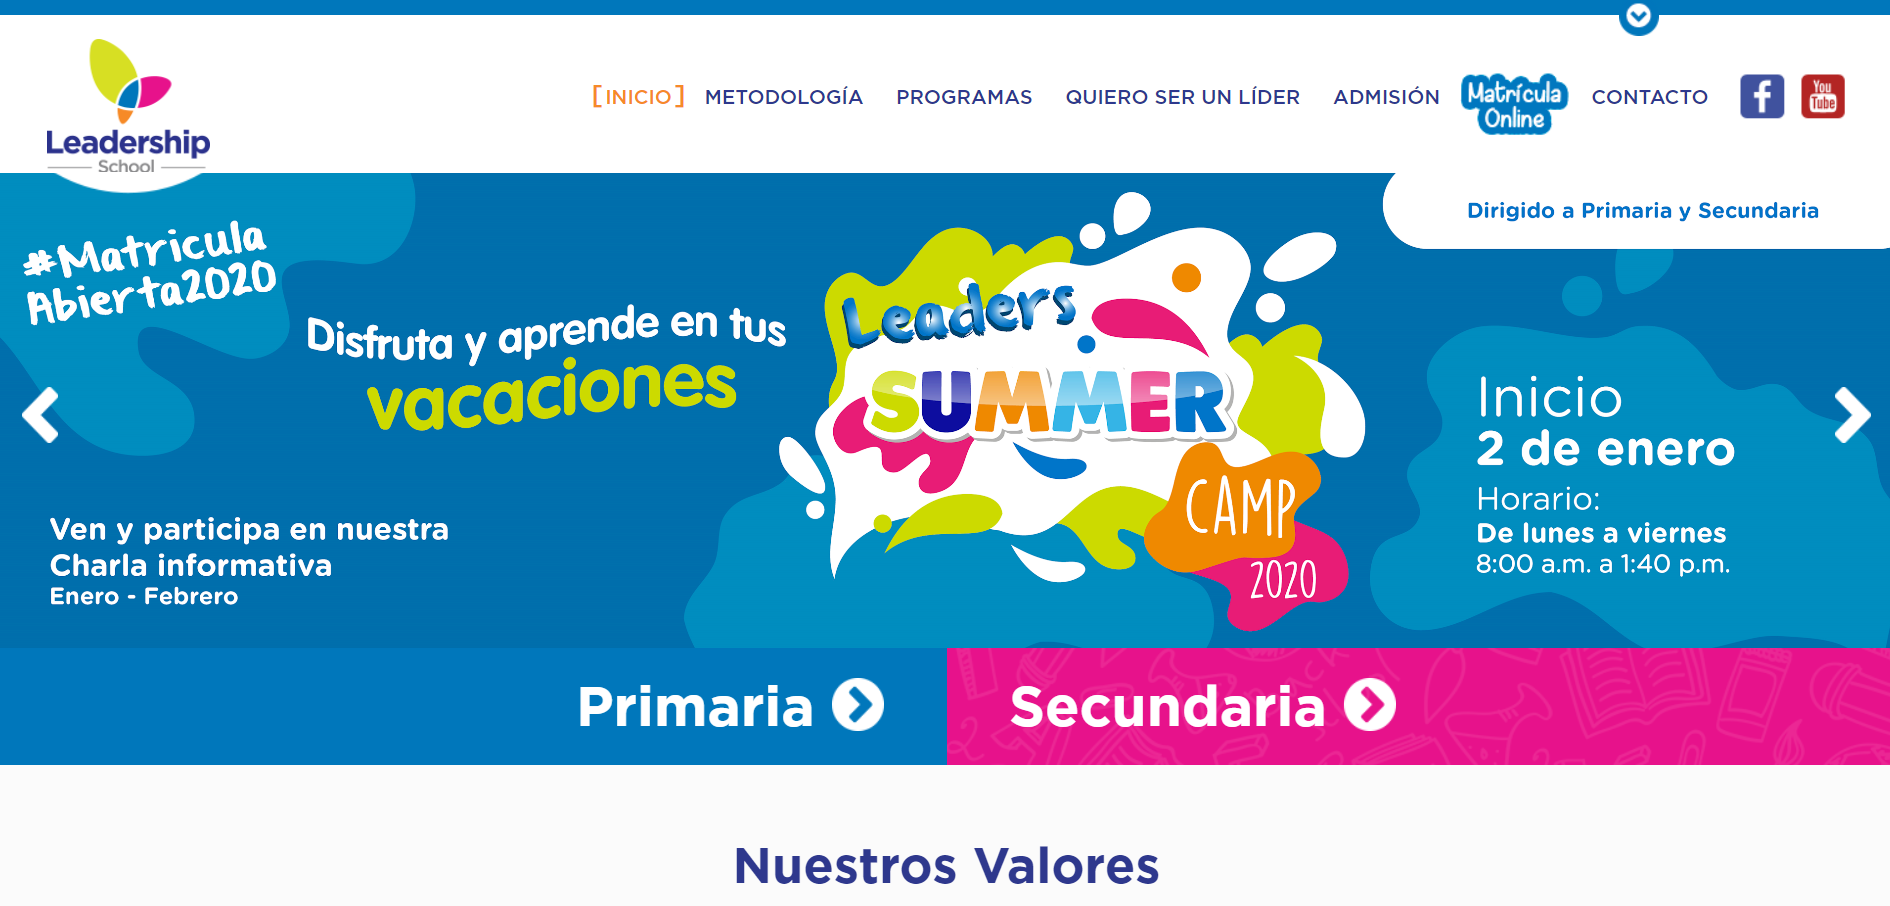 Leadership
School
[INICIO]
METODOLOGÍA
PROGRAMAS
QUIERO SER UN LÍDER
ADMISIÓN
Matrícula
Online
CONTACTO
f
You
Tube
Dirigido a Primaria y Secundaria
#Matricula
Abierta2020
Disfruta y aprende en tus
vacaciones
Ven y participa en nuestra
Charla informativa
Enero - Febrero
Leaders
SUMMER
CAMP
2020
Inicio
2 de enero
Horario:
De lunes a viernes
8:00 a.m. a 1:40 p.m.
Primaria
Secundaria
Nuestros Valores